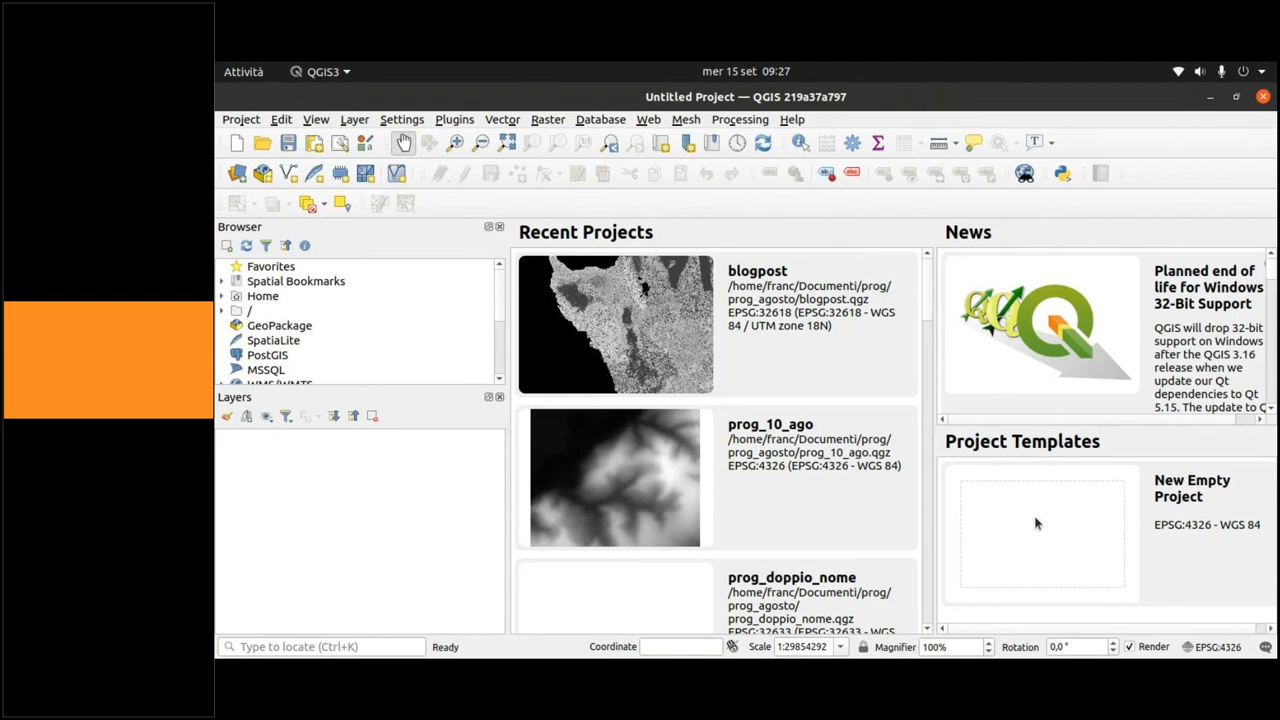 Attività
QGIS3
mer 15 set 09:27
Untitled Project — QGIS 219a37a797
Project Edit View Layer Settings Plugins Vector Raster Database Web Mesh Processing Help
Browser
Favorites
Spatial Bookmarks
Home
/
GeoPackage
SpatiaLite
PostGIS
MSSQL
WMS/WMTS
Layers
Recent Projects
blogpost
/home/franc/Documenti/prog/
prog_agosto/blogpost.qgz
EPSG:32618 (EPSG:32618 - WGS
84 / UTM zone 18N)
prog_10_ago
/home/franc/Documenti/prog/
prog_agosto/prog_10_ago.qgz
EPSG:4326 (EPSG:4326 - WGS 84)
prog_doppio_nome
/home/franc/Documenti/prog/
prog_agosto/
prog_doppio_nome.qgz
EPSG:32633 (EPSG:32633 - WGS
News
Planned end of
life for Windows
32-Bit Support
QGIS will drop 32-bit
support on Windows
after the QGIS 3.16
release when we
update our Qt
dependencies to Qt
5.15. The update to Q
Project Templates
New Empty
Project
EPSG:4326 - WGS 84
Type to locate (Ctrl+K)
Ready
Coordinate
Scale 1:29854292
Magnifier 100%
Rotation 0,0 °
Render
EPSG:4326